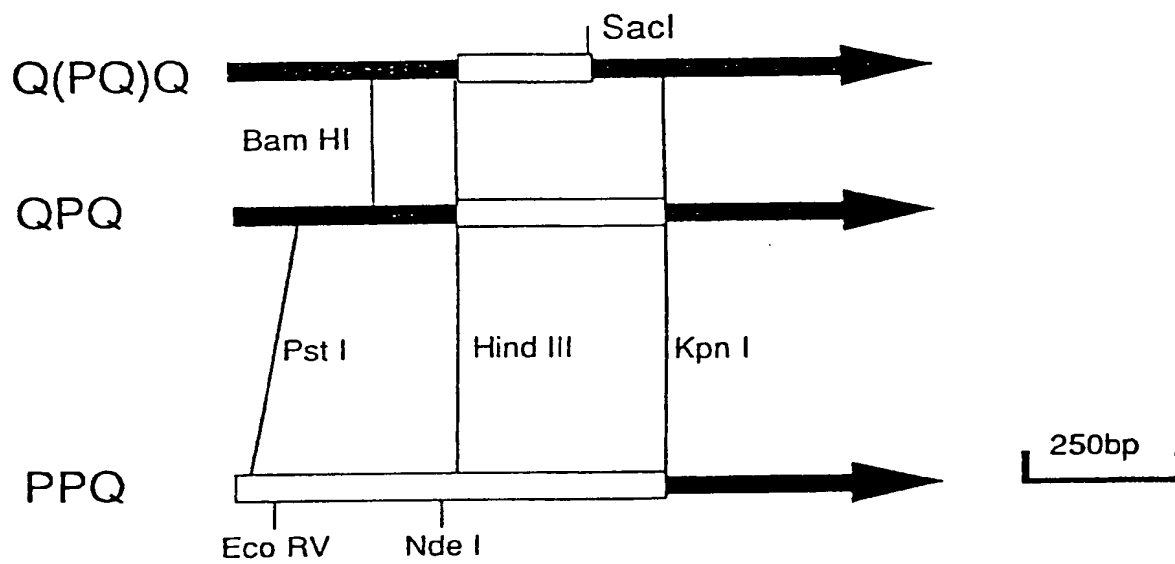 SacI
Q(PQ)Q
Bam HI
QPQ
Pst I
Hind III
Kpn I
250bp
PPQ
Eco RV
Nde I